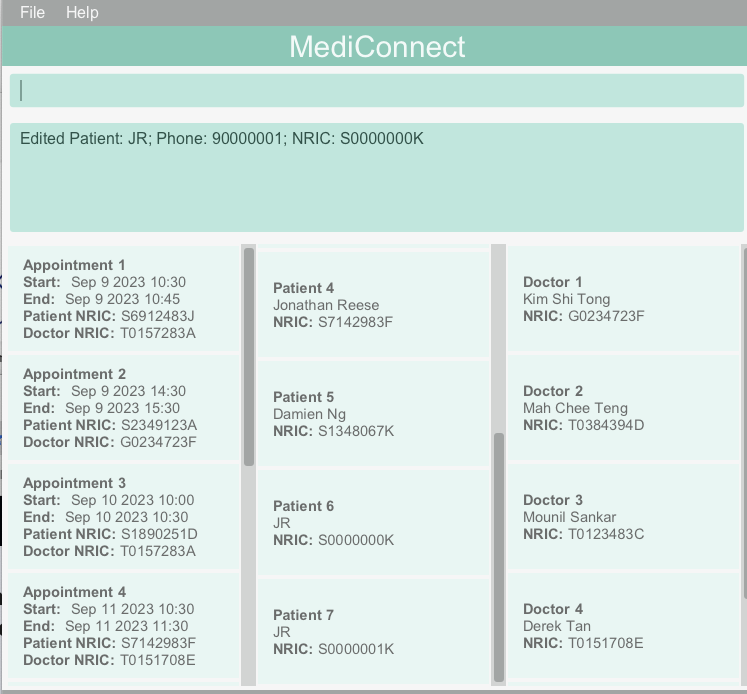 File Help
MediConnect
Edited Patient: JR; Phone: 90000001; NRIC: S0000000K
Appointment 1
Start: Sep 9 2023 10:30
End: Sep 9 2023 10:45
Patient NRIC: S6912483J
Doctor NRIC: T0157283A
Appointment 2
Start: Sep 9 2023 14:30
End: Sep 9 2023 15:30
Patient NRIC: S2349123A
Doctor NRIC: G0234723F
Appointment 3
Start: Sep 10 2023 10:00
End: Sep 10 2023 10:30
Patient NRIC: S1890251D
Doctor NRIC: T0157283A
Appointment 4
Start: Sep 11 2023 10:30
End: Sep 11 2023 11:30
Patient NRIC: S7142983F
Doctor NRIC: T0151708E
Patient 4
Jonathan Reese
NRIC: S7142983F
Patient 5
Damien Ng
NRIC: S1348067K
Patient 6
JR
NRIC: S0000000K
Patient 7
JR
NRIC: S0000001K
Doctor 1
Kim Shi Tong
NRIC: G0234723F
Doctor 2
Mah Chee Teng
NRIC: T0384394D
Doctor 3
Mounil Sankar
NRIC: T0123483C
Doctor 4
Derek Tan
NRIC: T0151708E